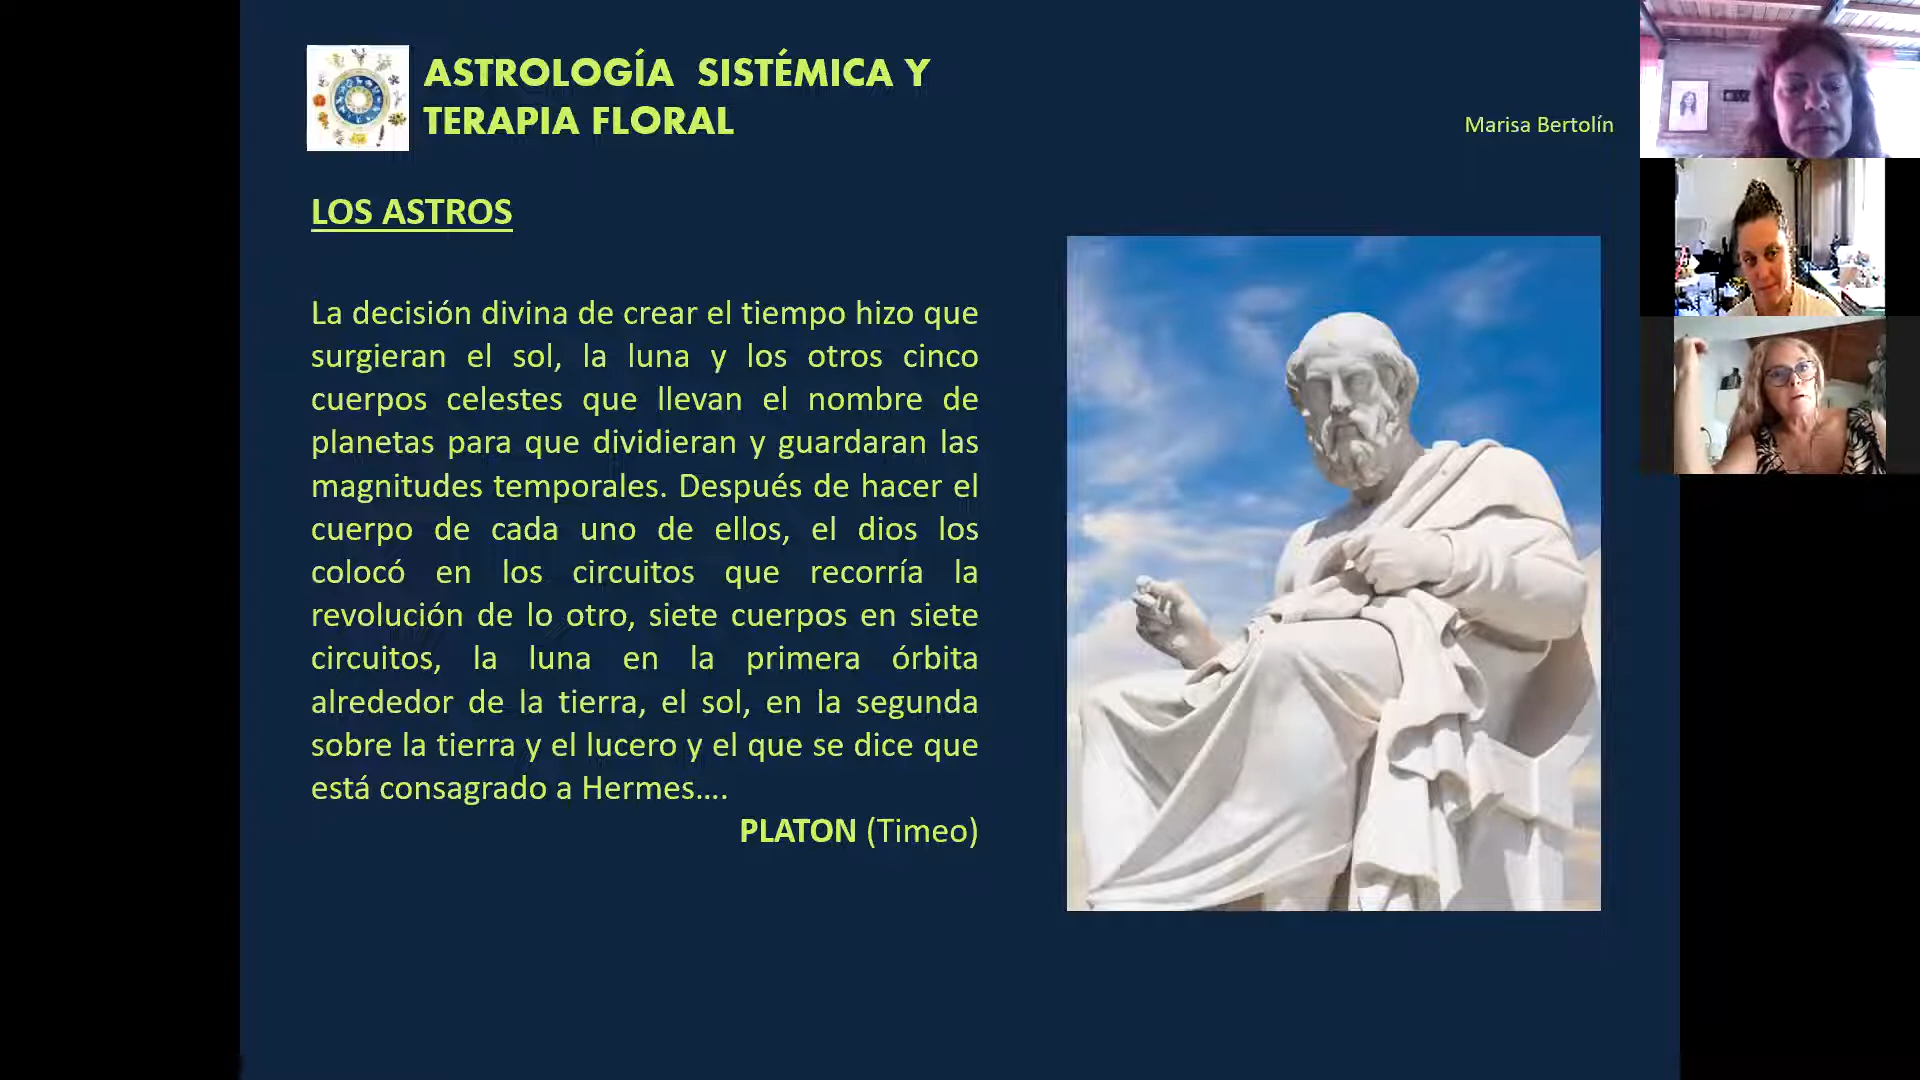 ASTROLOGÍA SISTÉMICA Y
TERAPIA FLORAL
Marisa Bertolín
LOS ASTROS
La decisión divina de crear el tiempo hizo que
surgieran el sol, la luna y los otros cinco
cuerpos celestes que llevan el nombre de
planetas para que dividieran y guardaran las
magnitudes temporales. Después de hacer el
cuerpo de cada uno de ellos, el dios los
colocó en los circuitos que recorría la
revolución de lo otro, siete cuerpos en siete
circuitos, la luna en la primera órbita
alrededor de la tierra, el sol, en la segunda
sobre la tierra y el lucero y el que se dice que
está consagrado a Hermes....
PLATON (Timeo)